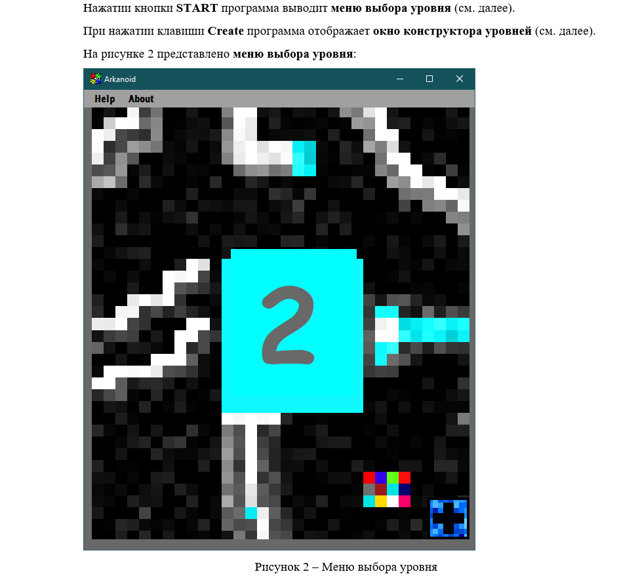 Нажатии кнопки START программа выводит меню выбора уровня (см. далее).
При нажатии клавиши Create программа отображает окно конструктора уровней (см. далее).
На рисунке 2 представлено меню выбора уровня:
Arkanoid
Help About
2
Рисунок 2 – Меню выбора уровня